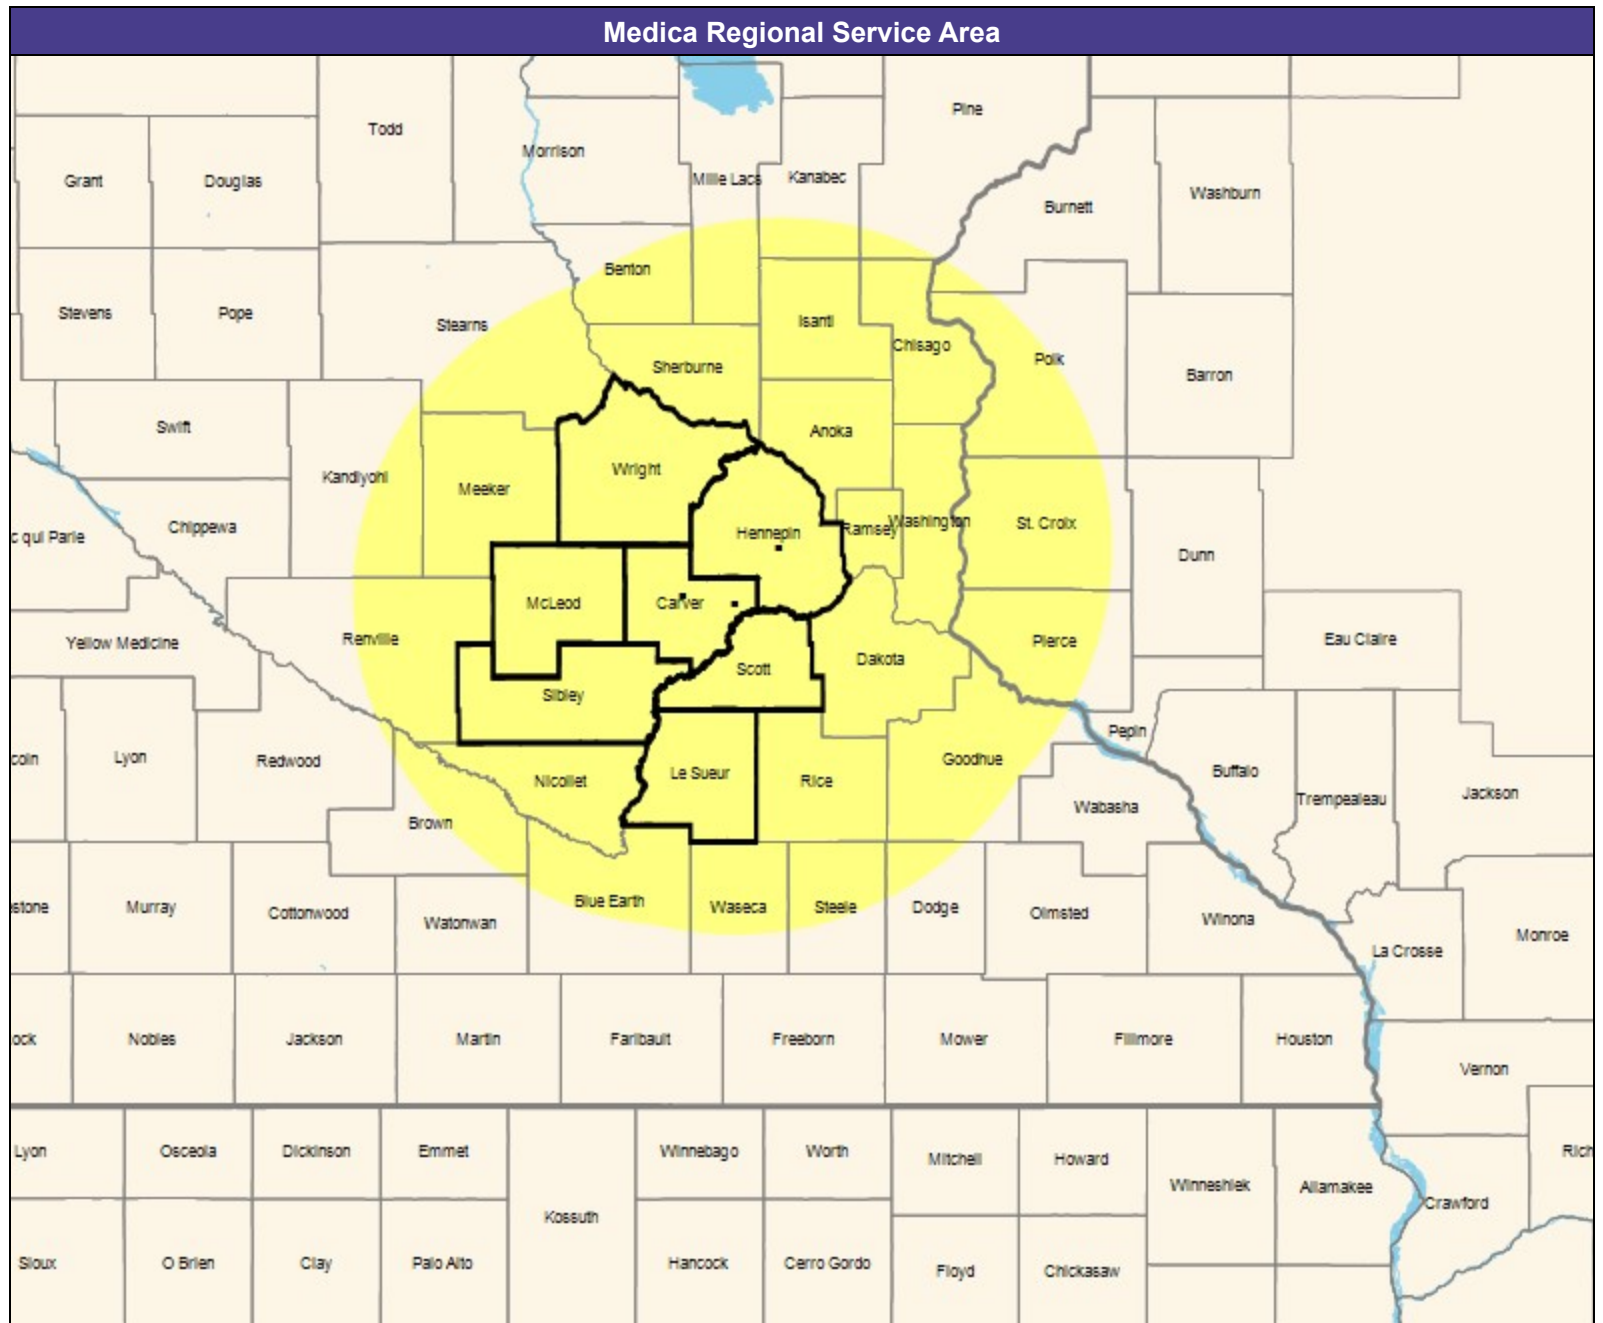 Medica Regional Service Area
Pine
Todd
Morrison
Grant
Douglas
Mille Lacs
Kanabec
Washburn
Burnett
Benton
Stevens
Pope
Stearns
Isanti
Chisago
Polk
Barron
Sherburne
Swift
Anoka
Kandiyohi
Wright
Meeker
Chippewa
c qui Parle
Hennepin
Ramsey
Washington
St. Croix
Dunn
McLeod
Carver
Yellow Medicine
Renville
Scott
Dakota
Pierce
Eau Claire
Sibley
Pepin
coln
Lyon
Redwood
Nicollet
Le Sueur
Rice
Goodhue
Buffalo
Trempealeau
Jackson
Wabasha
Brown
Blue Earth
stone
Murray
Cottonwood
Watonwan
Waseca
Steele
Dodge
Olmsted
Winona
La Crosse
Monroe
ock
Nobles
Jackson
Martin
Faribault
Freeborn
Mower
Fillmore
Houston
Vernon
Lyon
Osceola
Dickinson
Emmet
Winnebago
Worth
Mitchell
Howard
Rich
Winneshiek
Allamakee
Crawford
Kossuth
Sioux
O Brien
Clay
Palo Alto
Hancock
Cerro Gordo
Floyd
Chickasaw